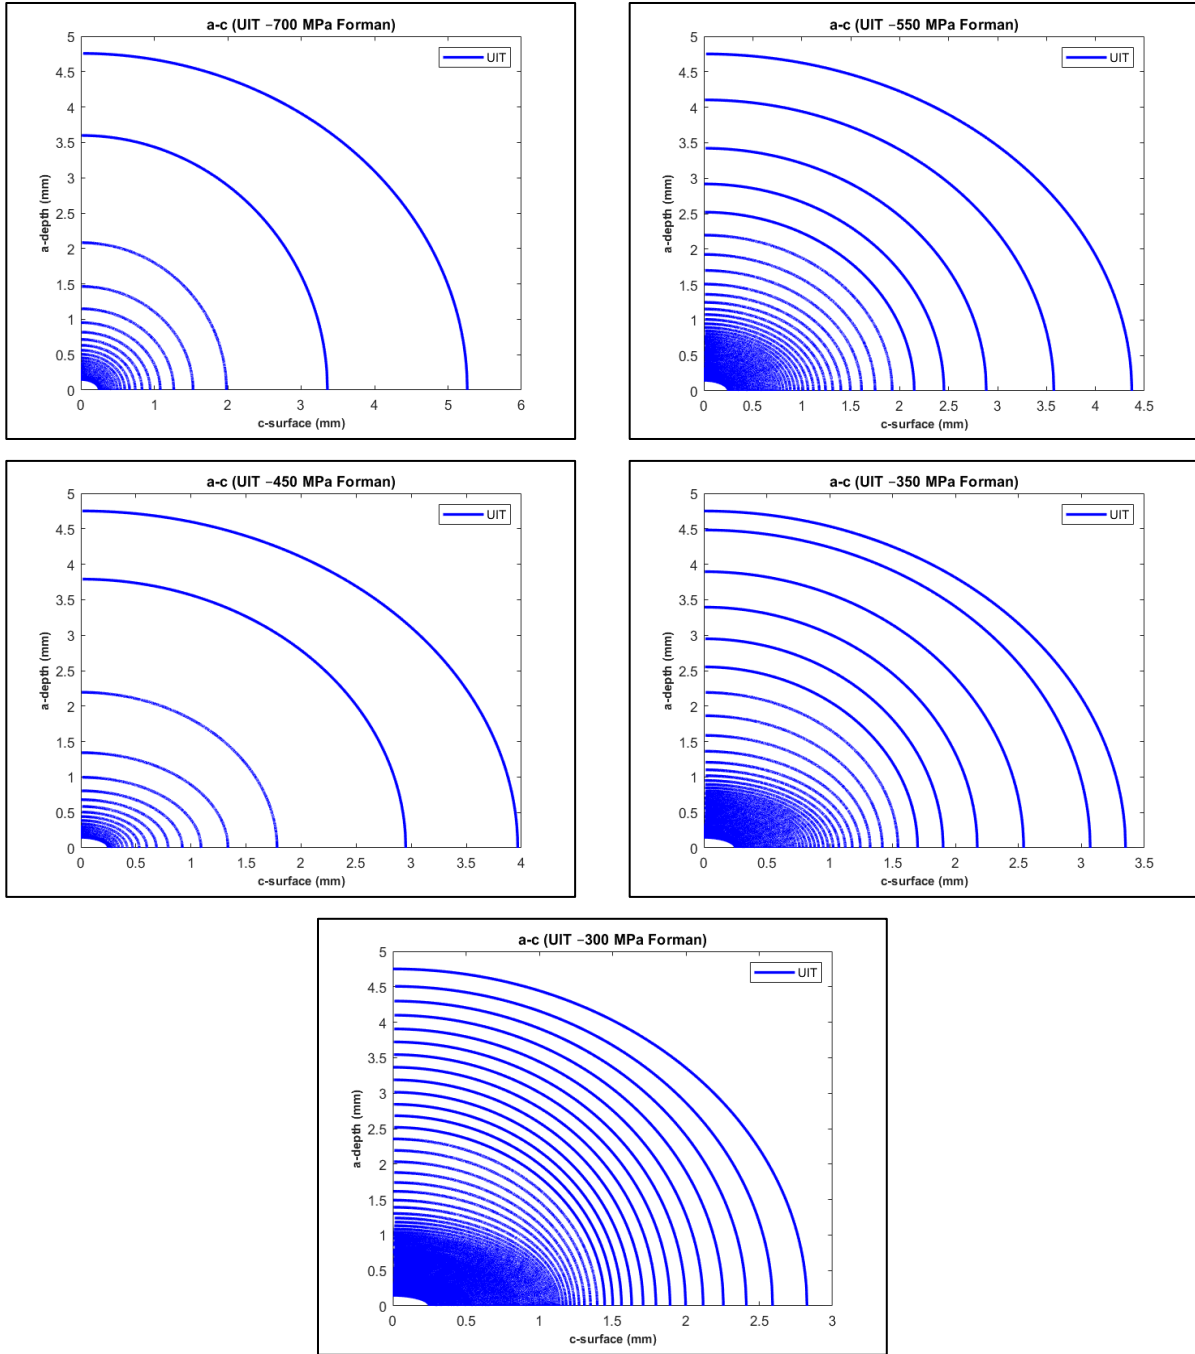 a-c (UIT −700 MPa Forman)
UIT
5
4.5
4
3.5
3
2.5
2
1.5
1
0.5
0
a-depth (mm)
0 1 2 3 4 5 6
c-surface (mm)
a-c (UIT −550 MPa Forman)
UIT
5
4.5
4
3.5
3
2.5
2
1.5
1
0.5
0
a-depth (mm)
0 0.5 1 1.5 2 2.5 3 3.5 4 4.5
c-surface (mm)
a-c (UIT −450 MPa Forman)
UIT
5
4.5
4
3.5
3
2.5
2
1.5
1
0.5
0
a-depth (mm)
0 0.5 1 1.5 2 2.5 3 3.5 4
c-surface (mm)
a-c (UIT −350 MPa Forman)
UIT
5
4.5
4
3.5
3
2.5
2
1.5
1
0.5
0
a-depth (mm)
0 0.5 1 1.5 2 2.5 3 3.5
c-surface (mm)
a-c (UIT −300 MPa Forman)
UIT
5
4.5
4
3.5
3
2.5
2
1.5
1
0.5
0
a-depth (mm)
0 0.5 1 1.5 2 2.5 3
c-surface (mm)